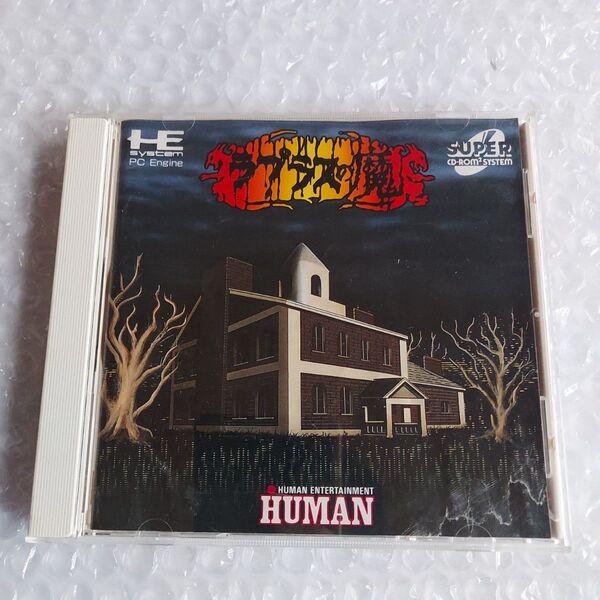 HE
SYSTEM
PC Engine
ラプラスの魔
SUPER
CD-ROM² SYSTEM
HUMAN ENTERTAINMENT
HUMAN